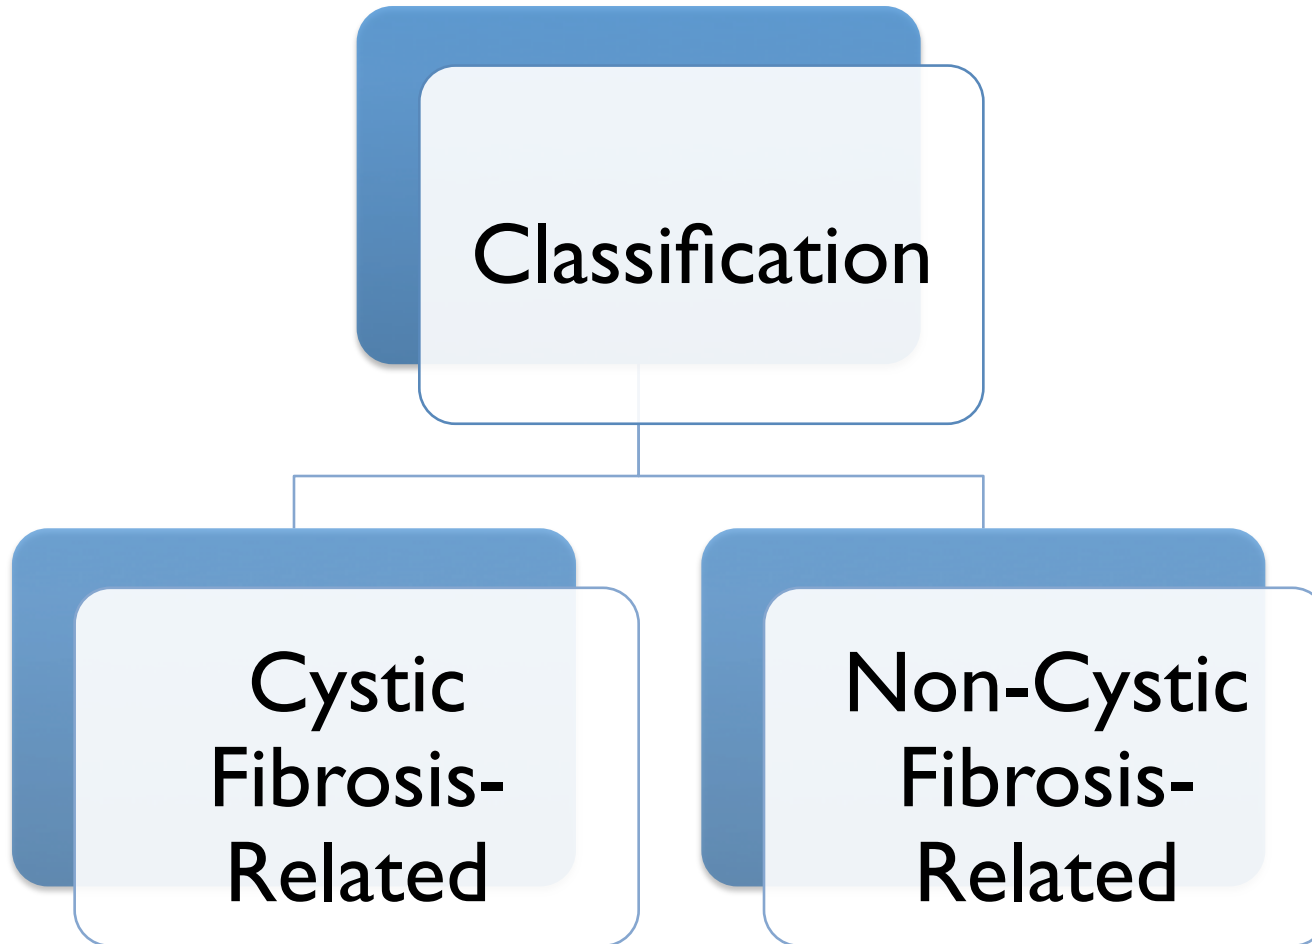 Classification
Cystic
Fibrosis-
Related
Non-Cystic
Fibrosis-
Related